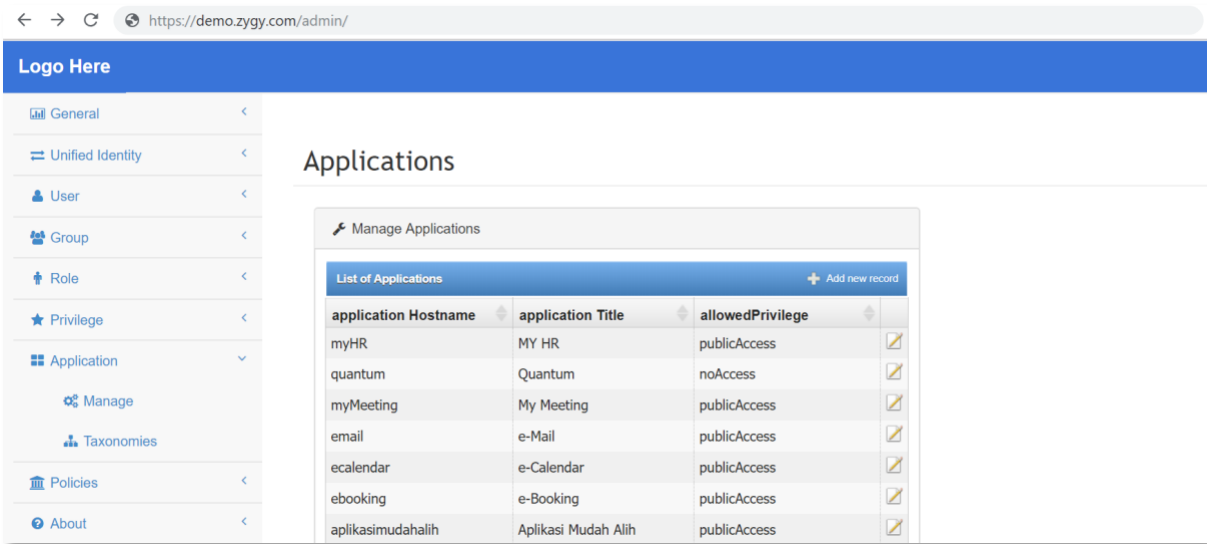 https://demo.zygy.com/admin/
Logo Here
General
Unified Identity
User
Group
Role
Privilege
Application
Manage
Taxonomies
Policies
About
Applications
Manage Applications
List of Applications Add new record
application Hostname application Title allowedPrivilege
myHR MY HR publicAccess
quantum Quantum noAccess
myMeeting My Meeting publicAccess
email e-Mail publicAccess
ecalendar e-Calendar publicAccess
ebooking e-Booking publicAccess
aplikasimudahalih Aplikasi Mudah Alih publicAccess